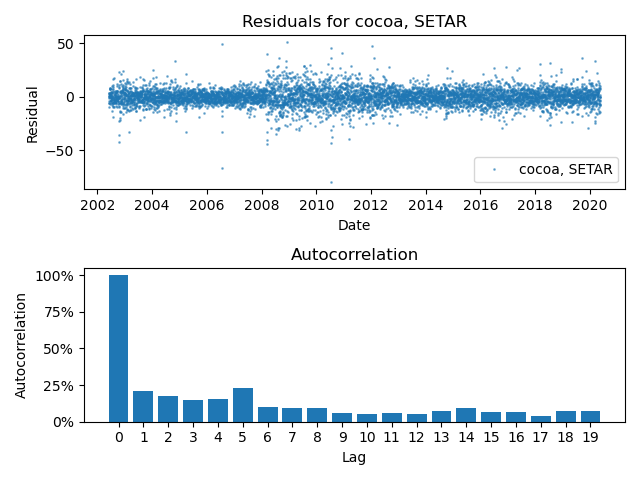 Residuals for cocoa, SETAR
50
0
−50
Residual
cocoa, SETAR
2002 2004 2006 2008 2010 2012 2014 2016 2018 2020
Date
Autocorrelation
100%
75%
50%
25%
0%
Autocorrelation
0 1 2 3 4 5 6 7 8 9 10 11 12 13 14 15 16 17 18 19
Lag